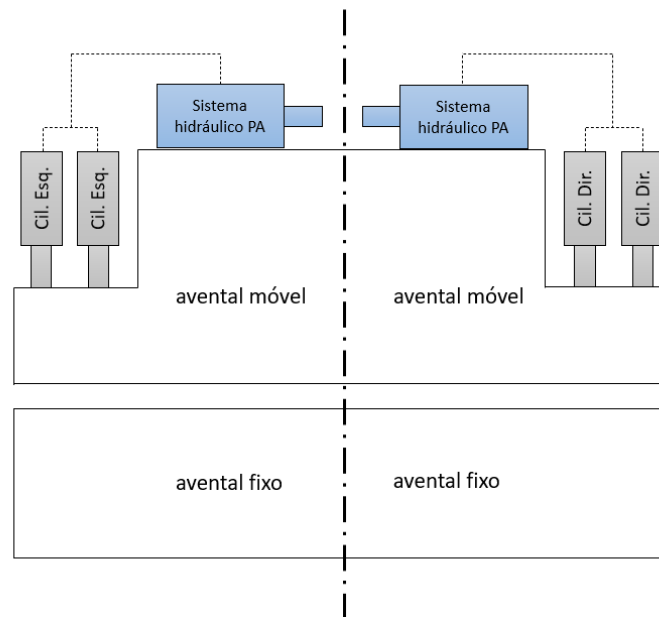 Sistema
hidráulico PA
Sistema
hidráulico PA
Cil. Esq.
Cil. Esq.
Cil. Dir.
Cil. Dir.
avental móvel
avental móvel
avental fixo
avental fixo